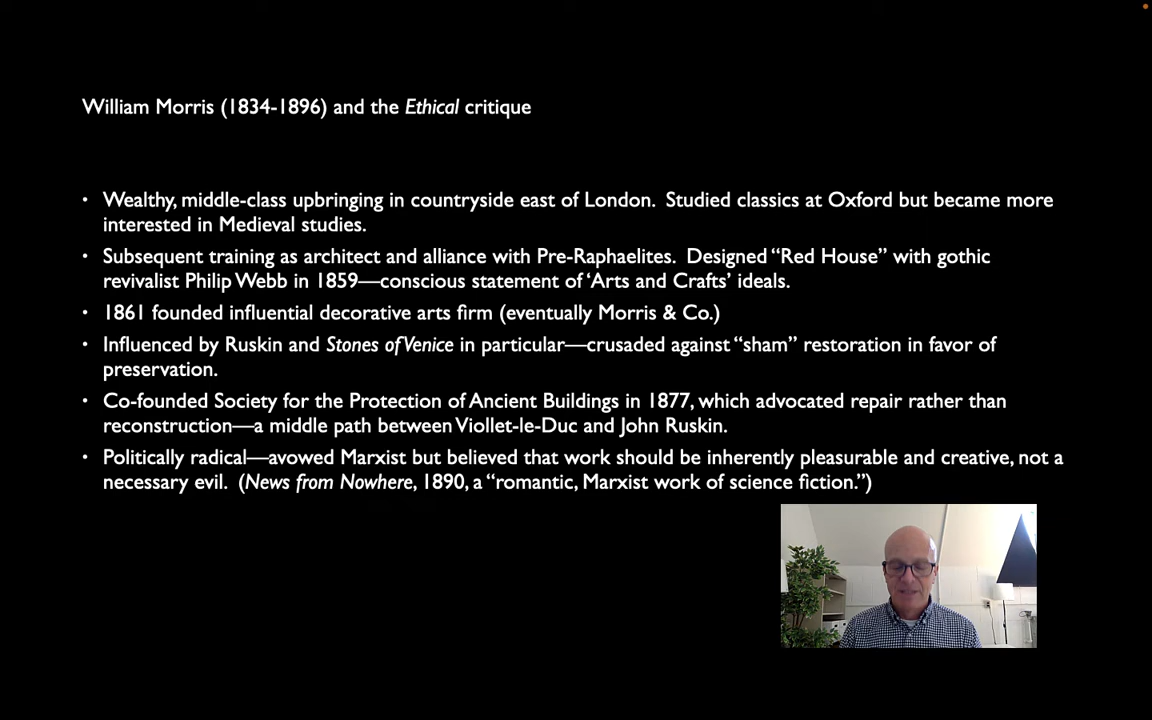 William Morris (1834-1896) and the Ethical critique
• Wealthy, middle-class upbringing in countryside east of London.  Studied classics at Oxford but became more
interested in Medieval studies.
• Subsequent training as architect and alliance with Pre-Raphaelites.  Designed “Red House” with gothic
revivalist Philip Webb in 1859—conscious statement of ‘Arts and Crafts’ ideals.
• 1861 founded influential decorative arts firm (eventually Morris & Co.)
• Influenced by Ruskin and Stones of Venice in particular—crusaded against “sham” restoration in favor of
preservation.
• Co-founded Society for the Protection of Ancient Buildings in 1877, which advocated repair rather than
reconstruction—a middle path between Viollet-le-Duc and John Ruskin.
• Politically radical—avowed Marxist but believed that work should be inherently pleasurable and creative, not a
necessary evil.  (News from Nowhere, 1890, a “romantic, Marxist work of science fiction.”)